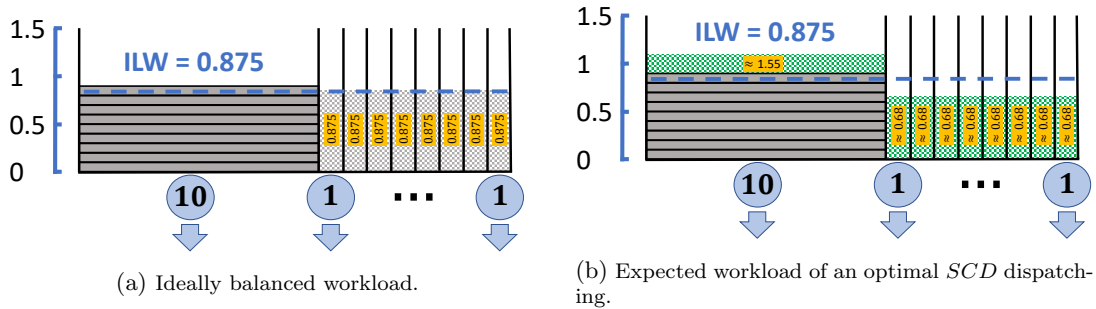 1.5
1
0.5
0
ILW = 0.875
0.875 0.875 0.875 0.875 0.875 0.875 0.875 0.875
10 1 ... 1
(a) Ideally balanced workload.
1.5
1
0.5
0
ILW = 0.875
≈ 1.55
≈ 0.68 ≈ 0.68 ≈ 0.68 ≈ 0.68 ≈ 0.68 ≈ 0.68 ≈ 0.68 ≈ 0.68
10 1 ... 1
(b) Expected workload of an optimal SCD dispatch-
ing.